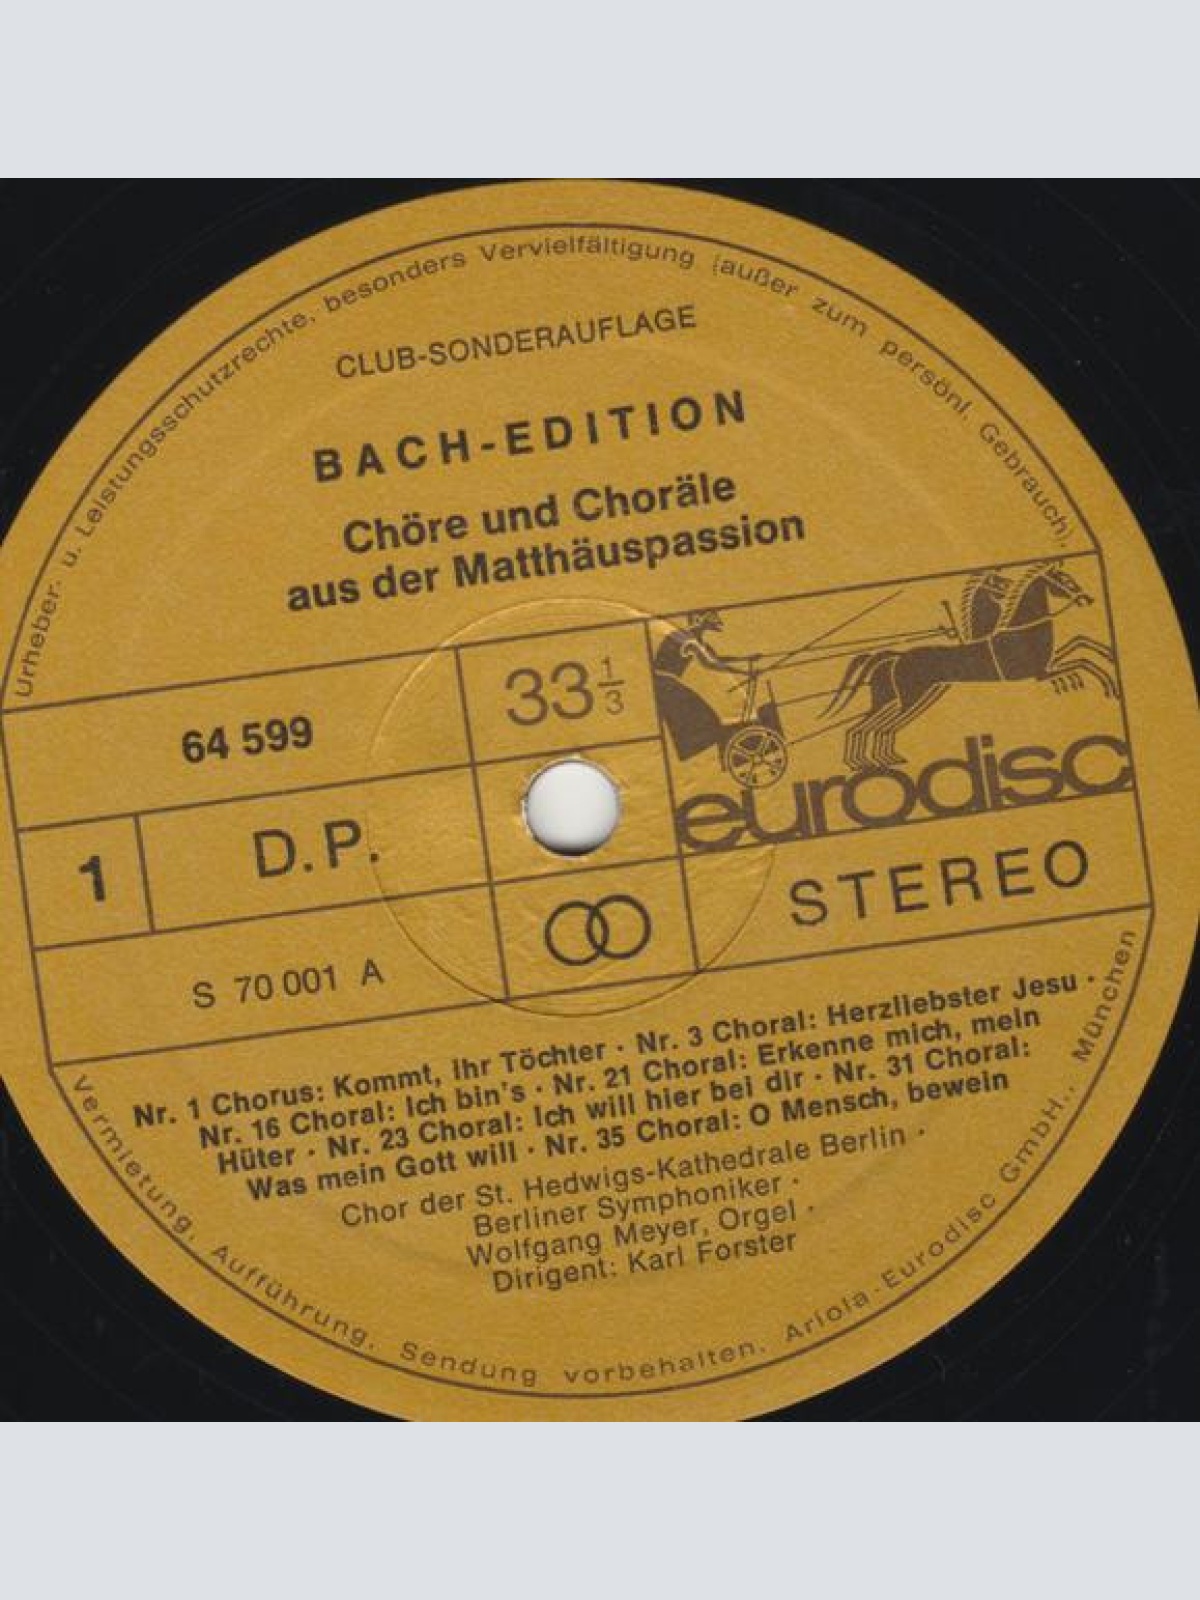 Urheber- u. Leistungsschutzrechte, besonders Vervielfältigung (außer zum persönl. Gebrauch),
CLUB-SONDERAUFLAGE
BACH-EDITION
Chöre und Choräle
aus der Matthäuspassion
64 599
33 1/3
eurodisc
1
D.P.
STEREO
S 70 001 A
Nr. 1 Chorus: Kommt, ihr Töchter · Nr. 3 Choral: Herzliebster Jesu ·
Nr. 16 Choral: Ich bin's · Nr. 21 Choral: Erkenne mich, mein
Hüter · Nr. 23 Choral: Ich will hier bei dir · Nr. 31 Choral:
Was mein Gott will · Nr. 35 Choral: O Mensch, bewein
Chor der St. Hedwigs-Kathedrale Berlin ·
Berliner Symphoniker ·
Wolfgang Meyer, Orgel ·
Dirigent: Karl Forster
Vermietung, Aufführung, Sendung vorbehalten. Ariola-Eurodisc GmbH., München